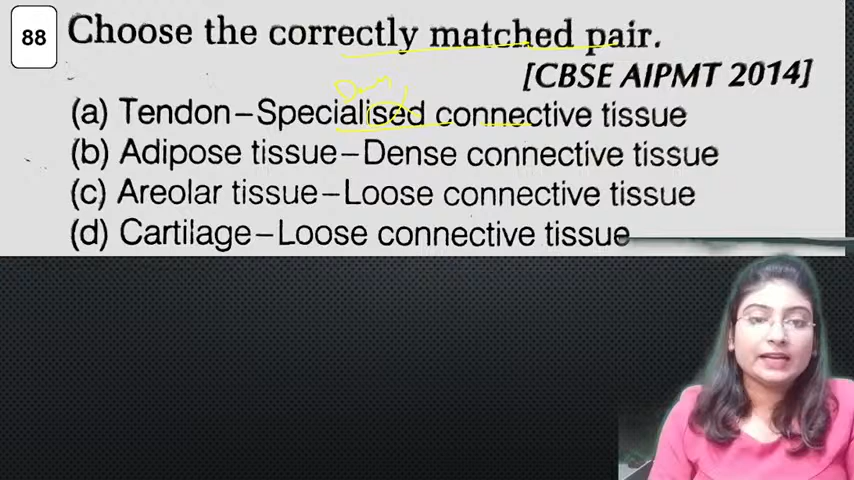 88 Choose the correctly matched pair.
[CBSE AIPMT 2014]
(a) Tendon–Specialised connective tissue
(b) Adipose tissue–Dense connective tissue
(c) Areolar tissue–Loose connective tissue
(d) Cartilage–Loose connective tissue